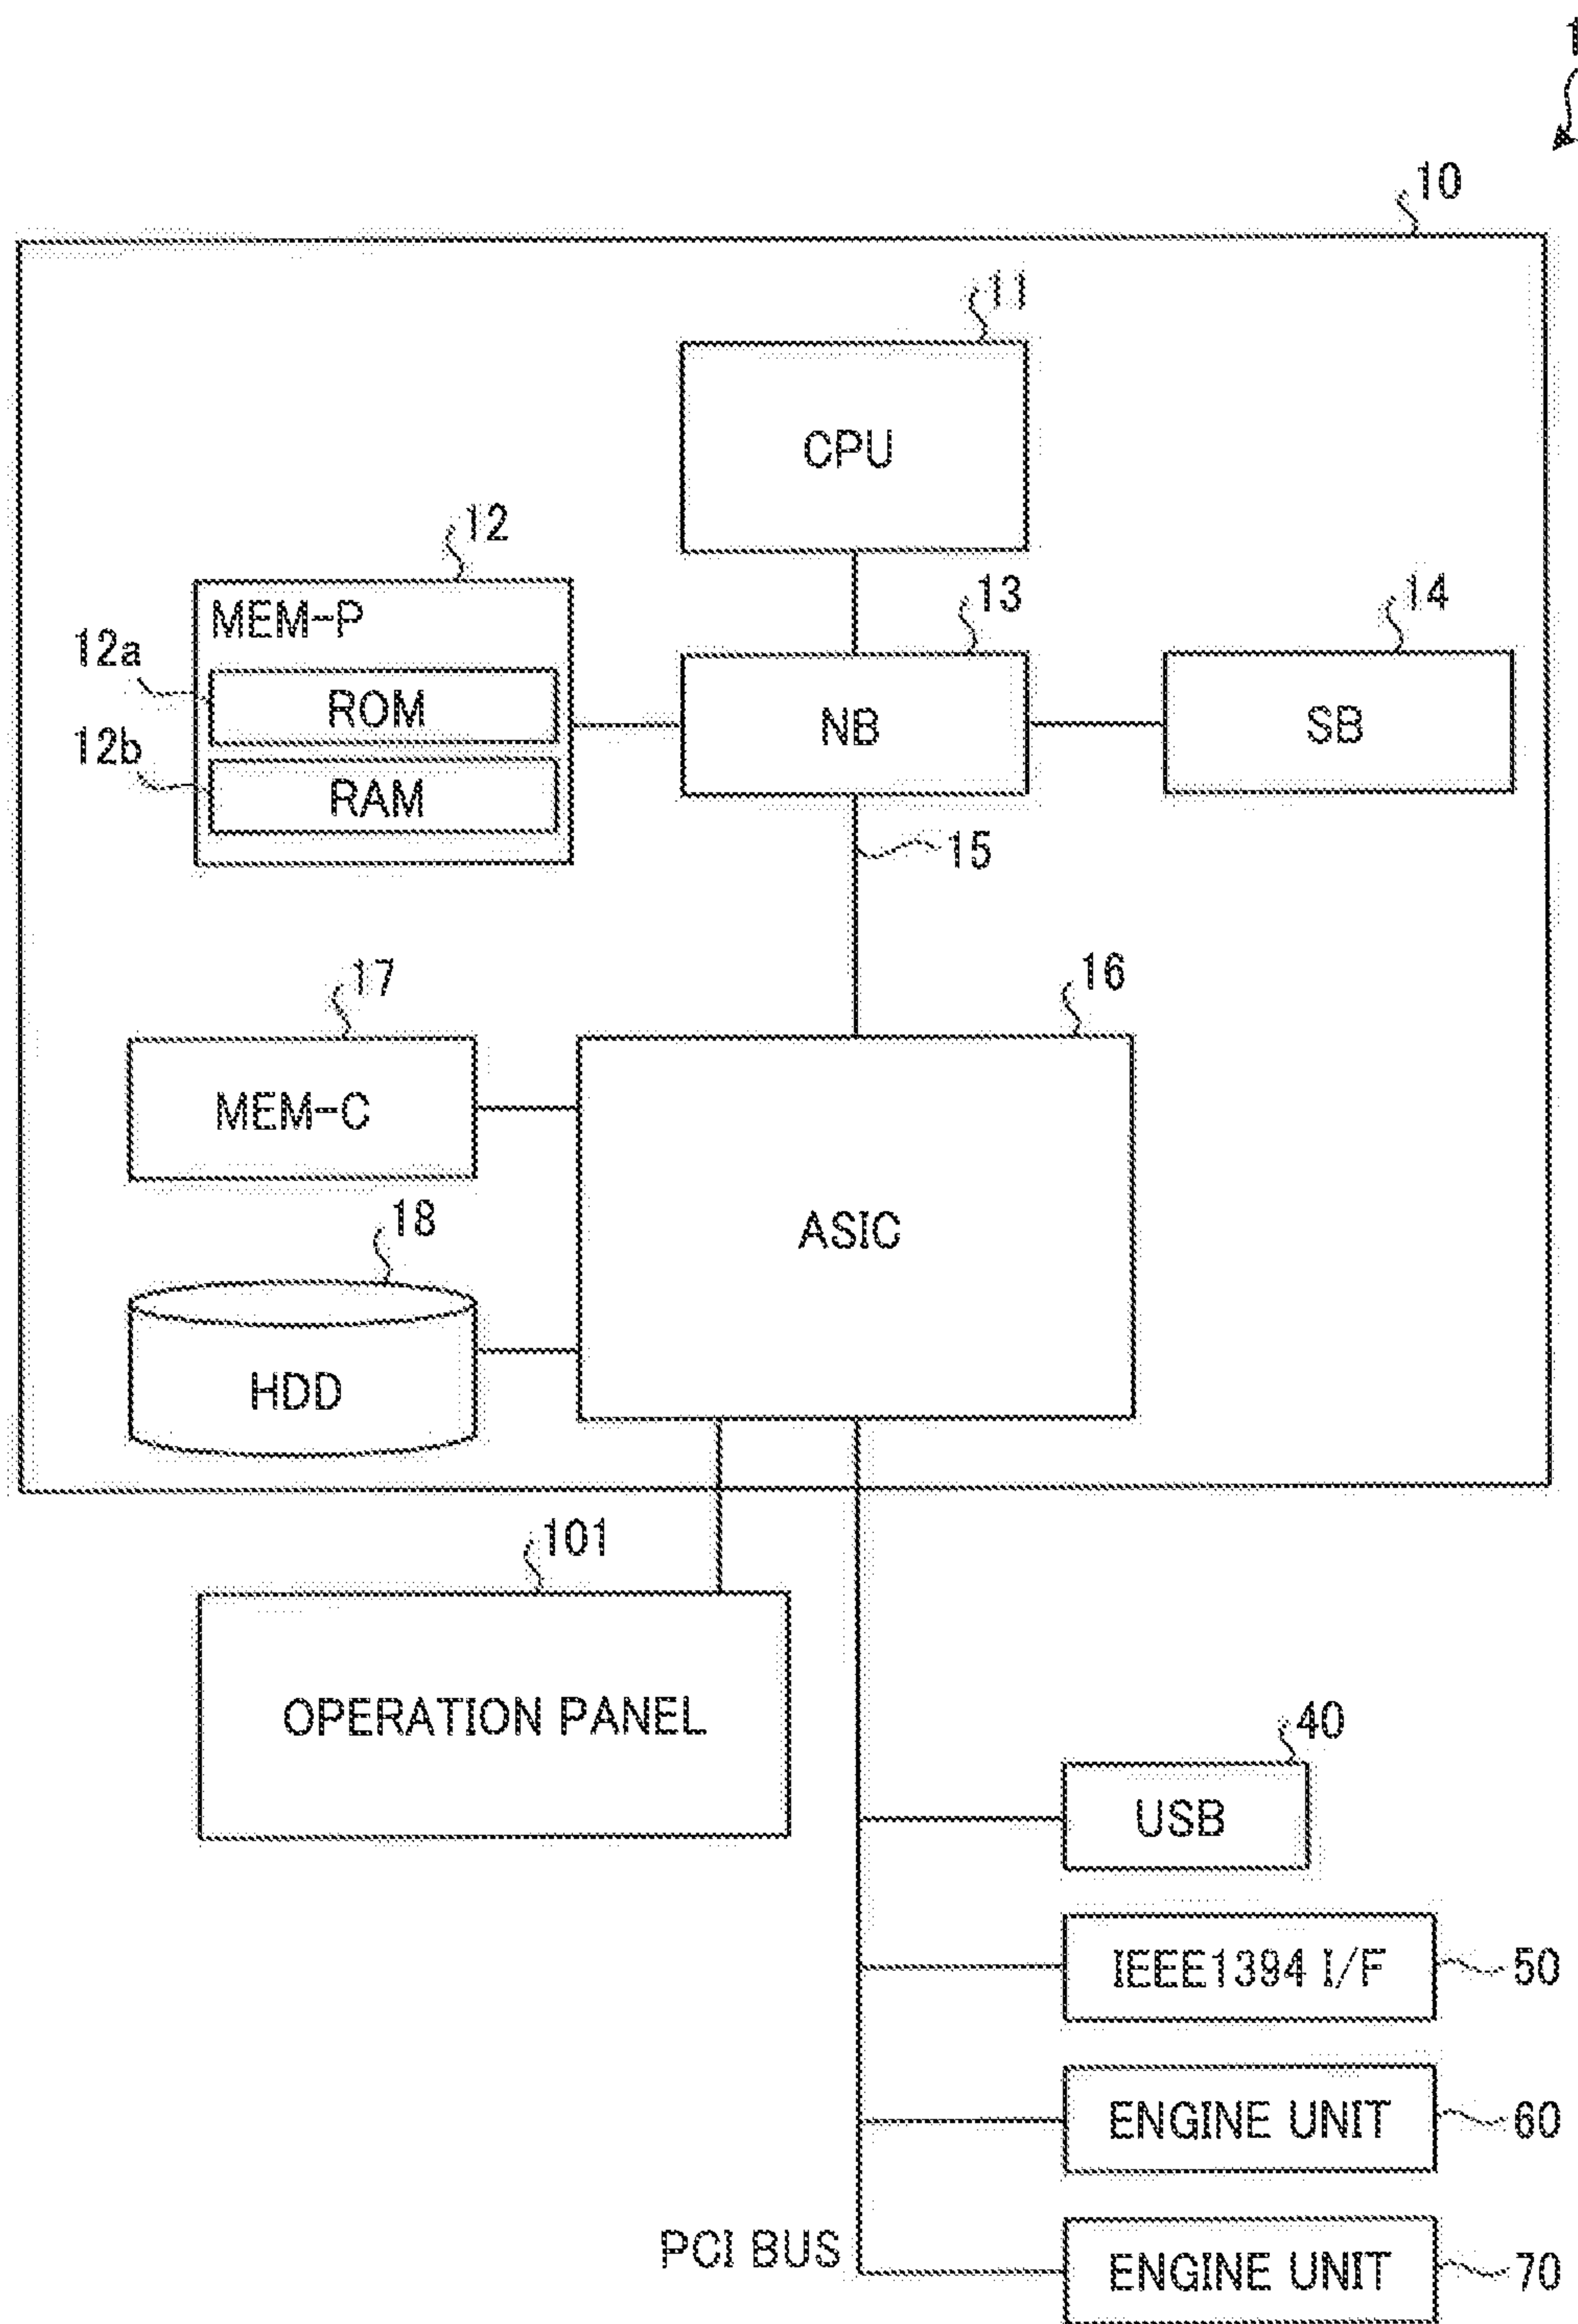 1
10
11
CPU
12
MEM-P
13
14
12a
ROM
NB
SB
12b
RAM
15
17
16
MEM-C
18
ASIC
HDD
101
OPERATION PANEL
40
USB
IEEE1394 I/F
50
ENGINE UNIT
60
PCI BUS
ENGINE UNIT
70